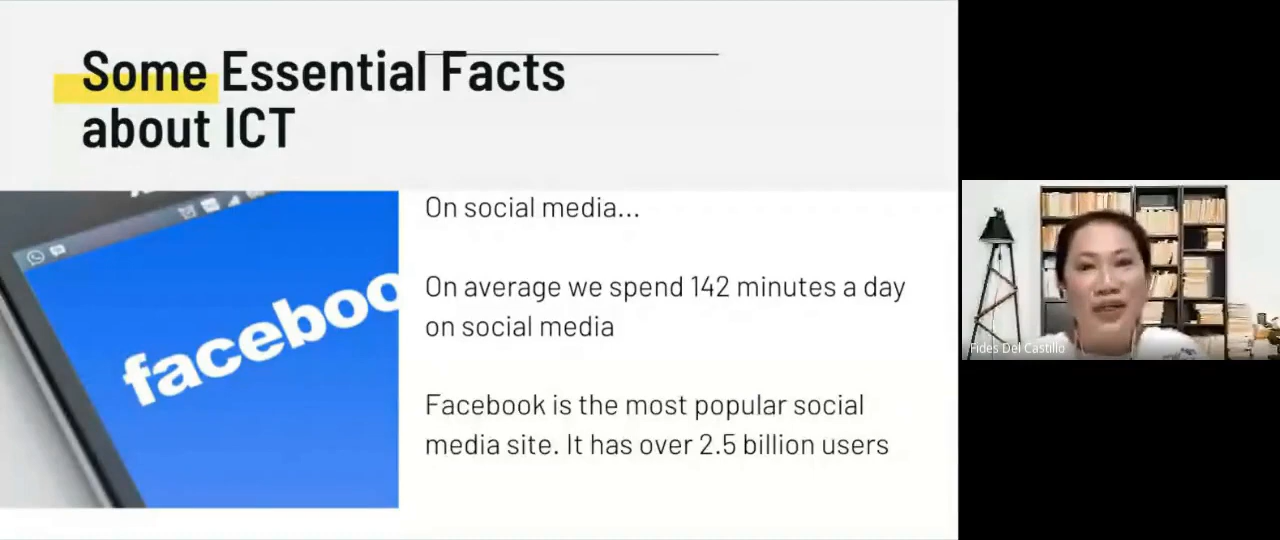 Some Essential Facts
about ICT
On social media...
On average we spend 142 minutes a day
on social media
Facebook is the most popular social
media site. It has over 2.5 billion users
faceboo
Fides Del Castillo